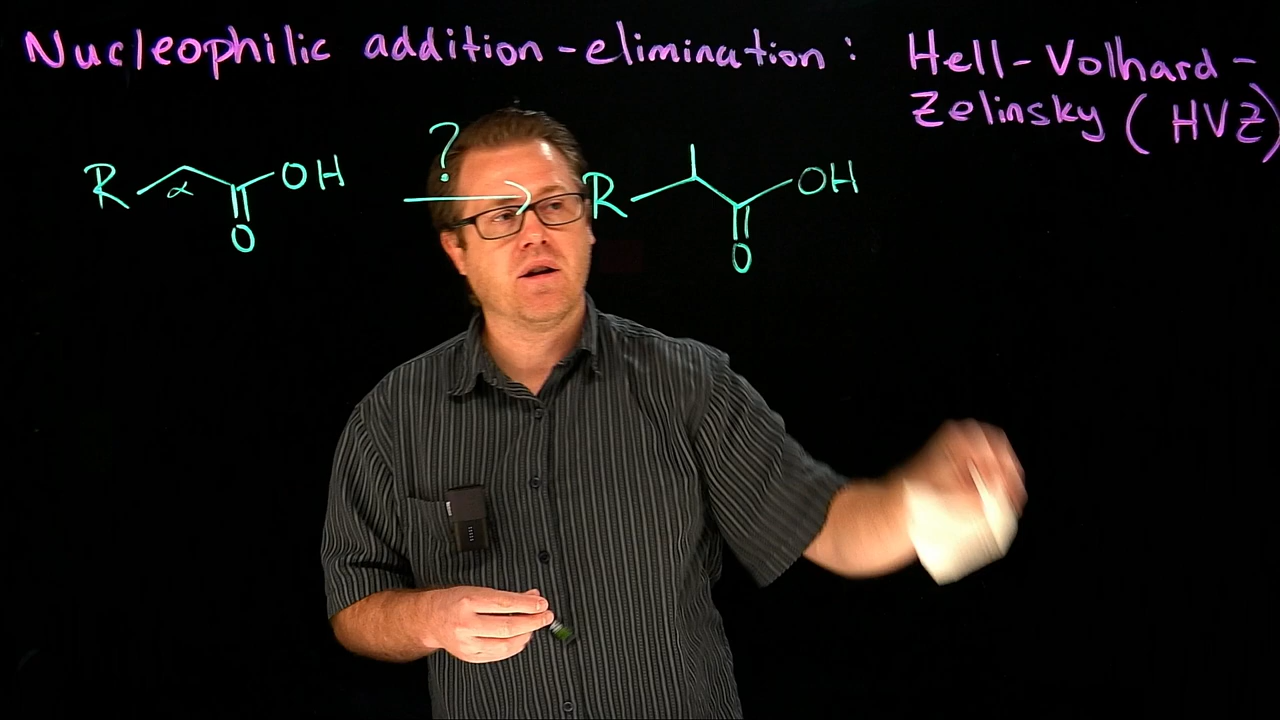 Nucleophilic addition-elimination: Hell-Volhard-
Zelinsky (HVZ)
?
R α OH R OH
O O